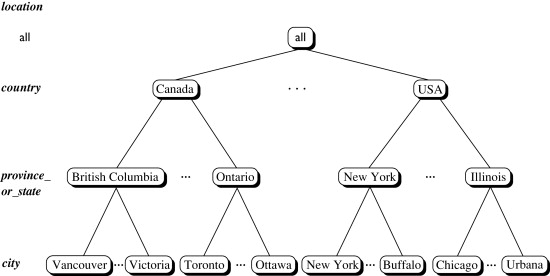 location
all all
country Canada ... USA
province_ British Columbia ... Ontario New York ... Illinois
or_state
city Vancouver ... Victoria Toronto ... Ottawa New York ... Buffalo Chicago ... Urbana